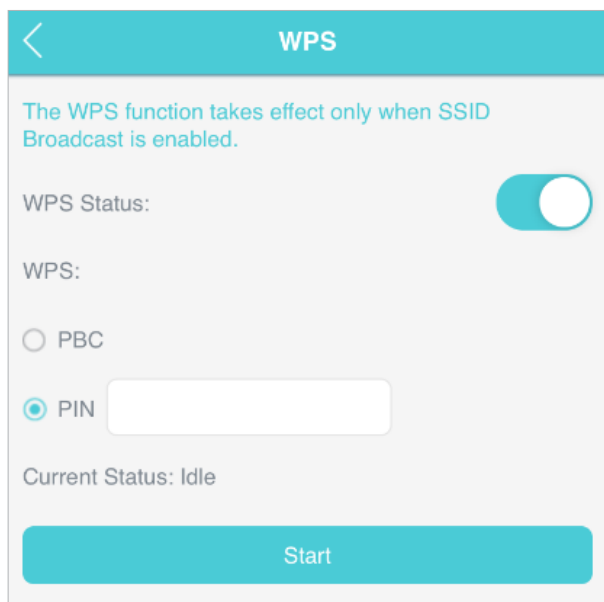 WPS
The WPS function takes effect only when SSID
Broadcast is enabled.
WPS Status:
WPS:
PBC
PIN
Current Status: Idle
Start